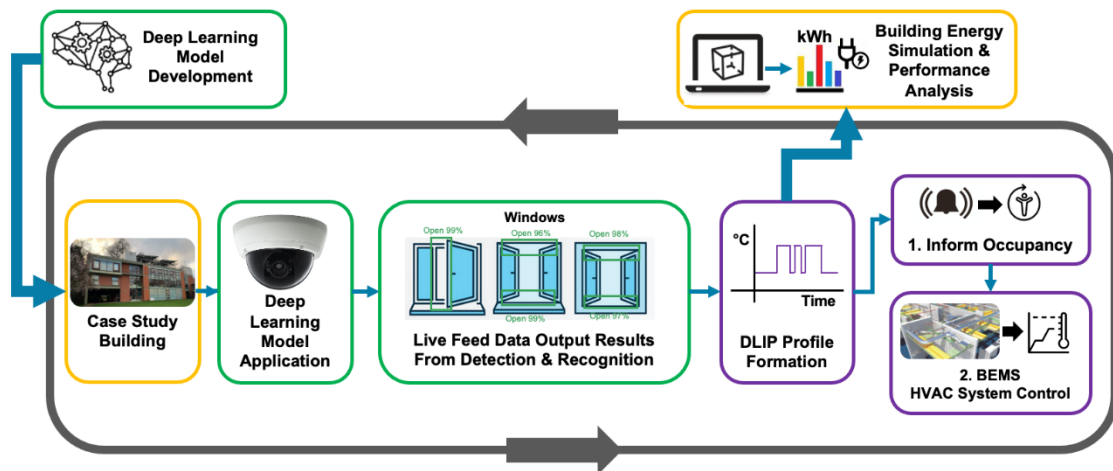 Deep Learning
Model
Development
kWh
Building Energy
Simulation &
Performance
Analysis
Case Study
Building
Deep
Learning
Model
Application
Windows
Open 99%
Open 96%
Open 98%
Open 99%
Open 97%
Live Feed Data Output Results
From Detection & Recognition
°C
Time
DLIP Profile
Formation
1. Inform Occupancy
2. BEMS
HVAC System Control